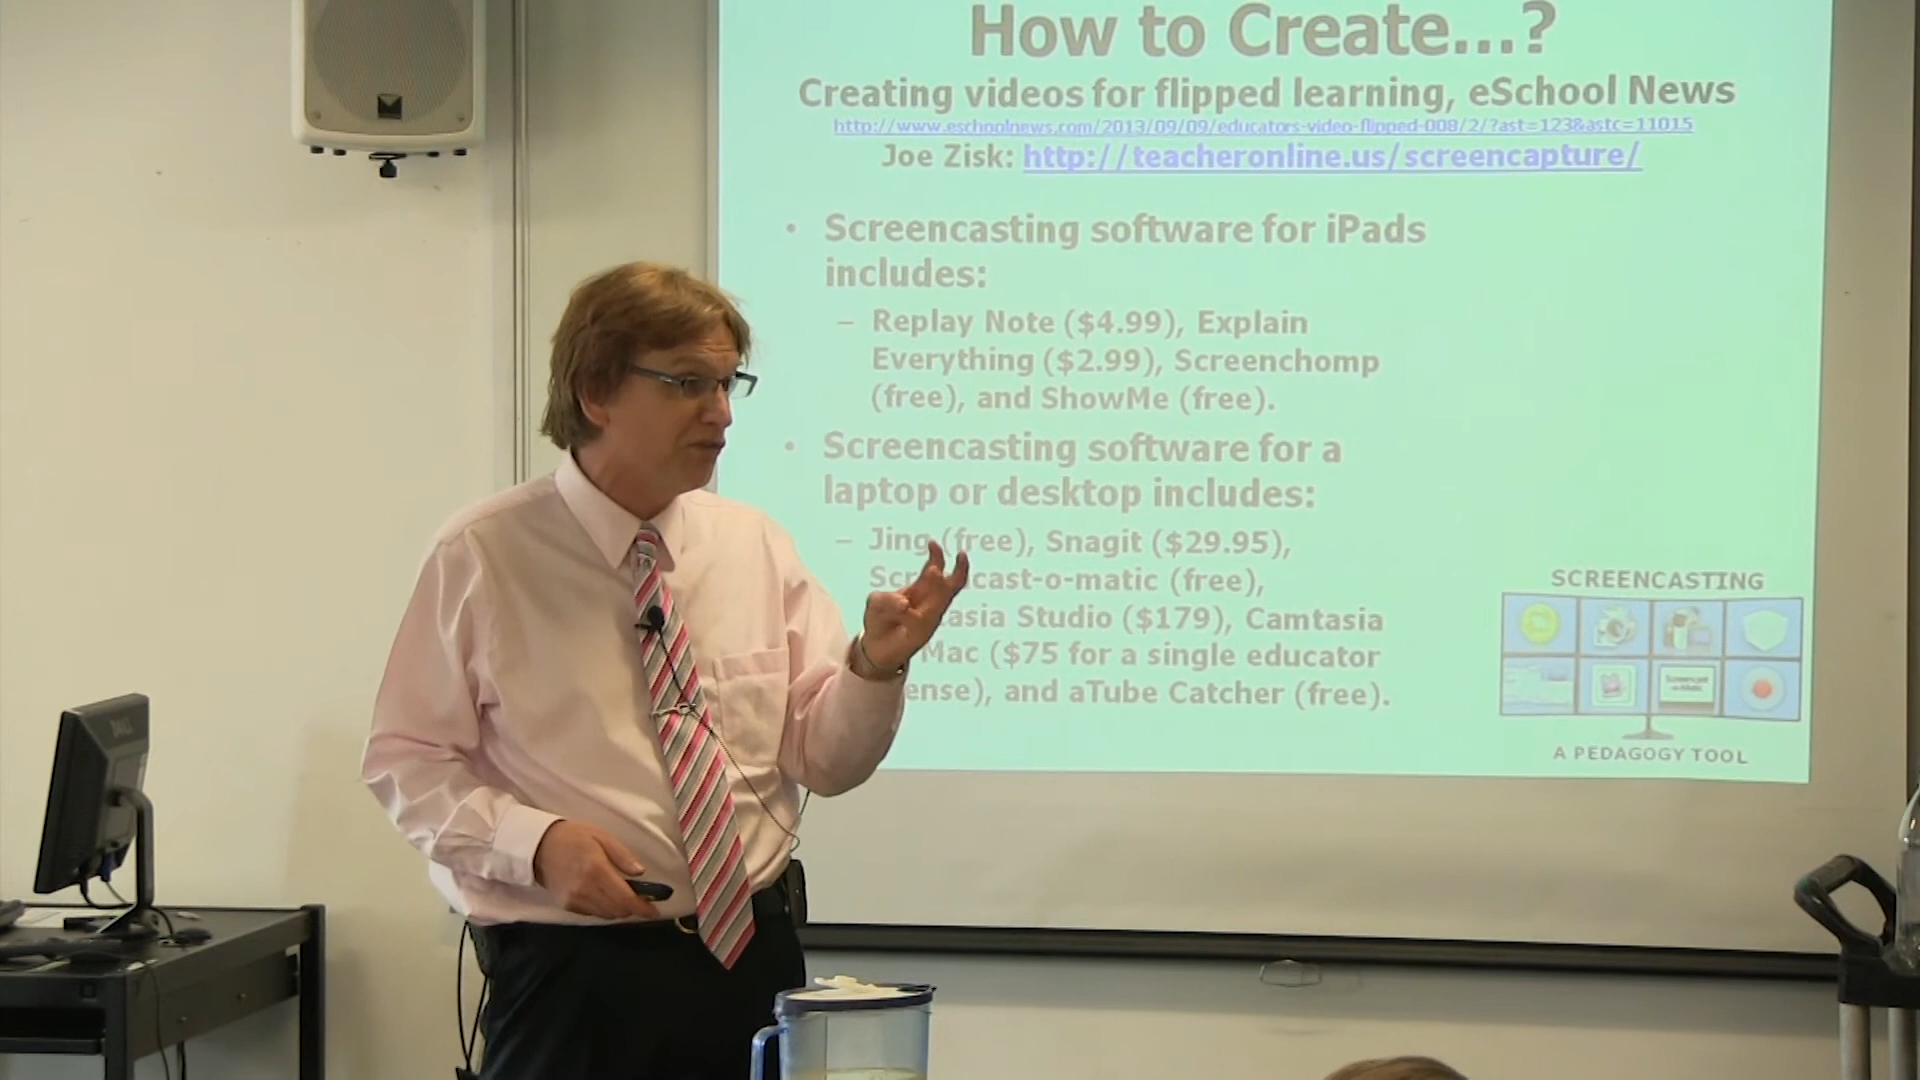 How to Create...?
Creating videos for flipped learning, eSchool News
http://www.eschoolnews.com/2013/09/09/educators-video-flipped-008/2/?ast=123&astc=11015
Joe Zisk: http://teacheronline.us/screencapture/
• Screencasting software for iPads
includes:
– Replay Note ($4.99), Explain
Everything ($2.99), Screenchomp
(free), and ShowMe (free).
• Screencasting software for a
laptop or desktop includes:
– Jing (free), Snagit ($29.95),
Scr cast-o-matic (free),
tasia Studio ($179), Camtasia
Mac ($75 for a single educator
ense), and aTube Catcher (free).
SCREENCASTING
A PEDAGOGY TOOL
DELL